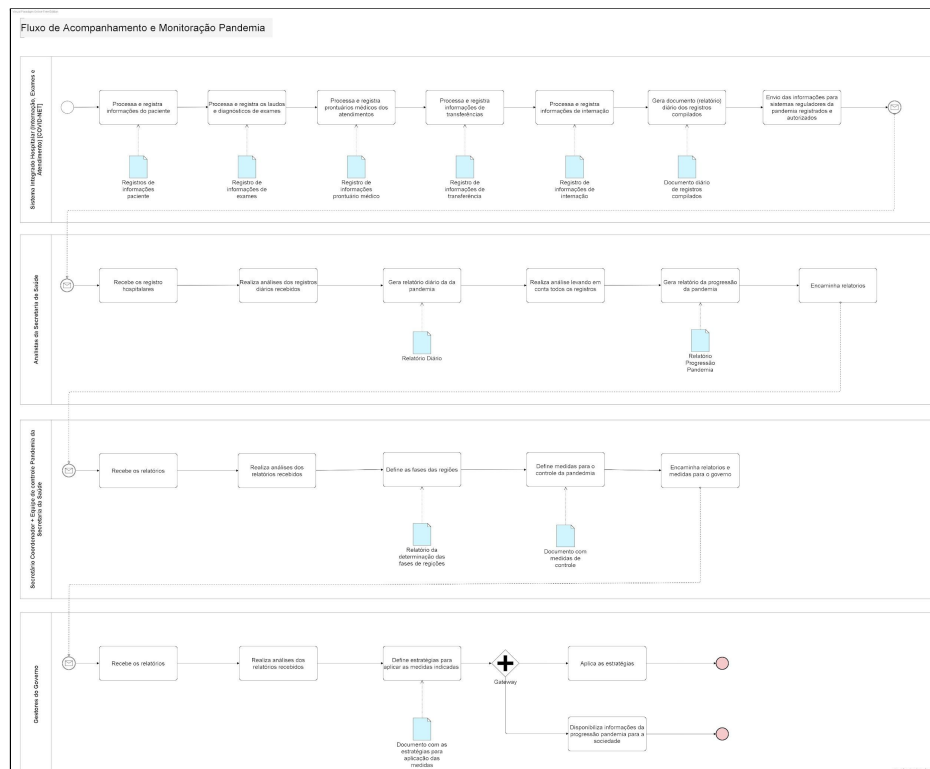 Fluxo de Acompanhamento e Monitoração Pandemia
Sistema Integrado Hospitalar (Informação, Exames e
Atendimento) [COVID-NET]
Processa e registra
informações do paciente
Processa e registra os laudos
e diagnosticos de exames
Processa e registra
prontuários médicos dos
atendimentos
Processa e registra
informações de
transferências
Processa e registra
informações de internação
Gera documento (relatório)
diário dos registros
compilados
Envio das informações para
sistemas reguladores da
pandemia registrados e
autorizados
Registros de
informações
paciente
Registro de
informações de
exames
Registro de
informações
prontuário médico
Registro de
informações de
transferência
Registro de
informações de
internação
Documento diário
de registros
compilados
Analistas da Secretaria de Saúde
Recebe os registro
hospitalares
Realiza análises dos registros
diários recebidos
Gera relatório diário da da
pandemia
Realiza análise levando em
conta todos os registros
Gera relatório da progressão
da pandemia
Encaminha relatorios
Relatório Diário
Relatório
Progressão
Pandemia
Secretário Coordenador + Equipe de controle Pandemia da
Secretaria da Saúde
Recebe os relatórios
Realiza análises dos
relatórios recebidos
Define as fases das regiões
Define medidas para o
controle da pandeidmia
Encaminha relatorios e
medidas para o governo
Relatório da
determinação das
fases de regições
Documento com
medidas de
controle
Gestores do Governo
Recebe os relatórios
Realiza análises dos
relatórios recebidos
Define estratégias para
aplicar as medidas indicadas
Gateway
Aplica as estratégias
Disponibiliza informações da
progressão pandemia para a
sociedade
Documento com as
estratégias para
aplicação das
medidas